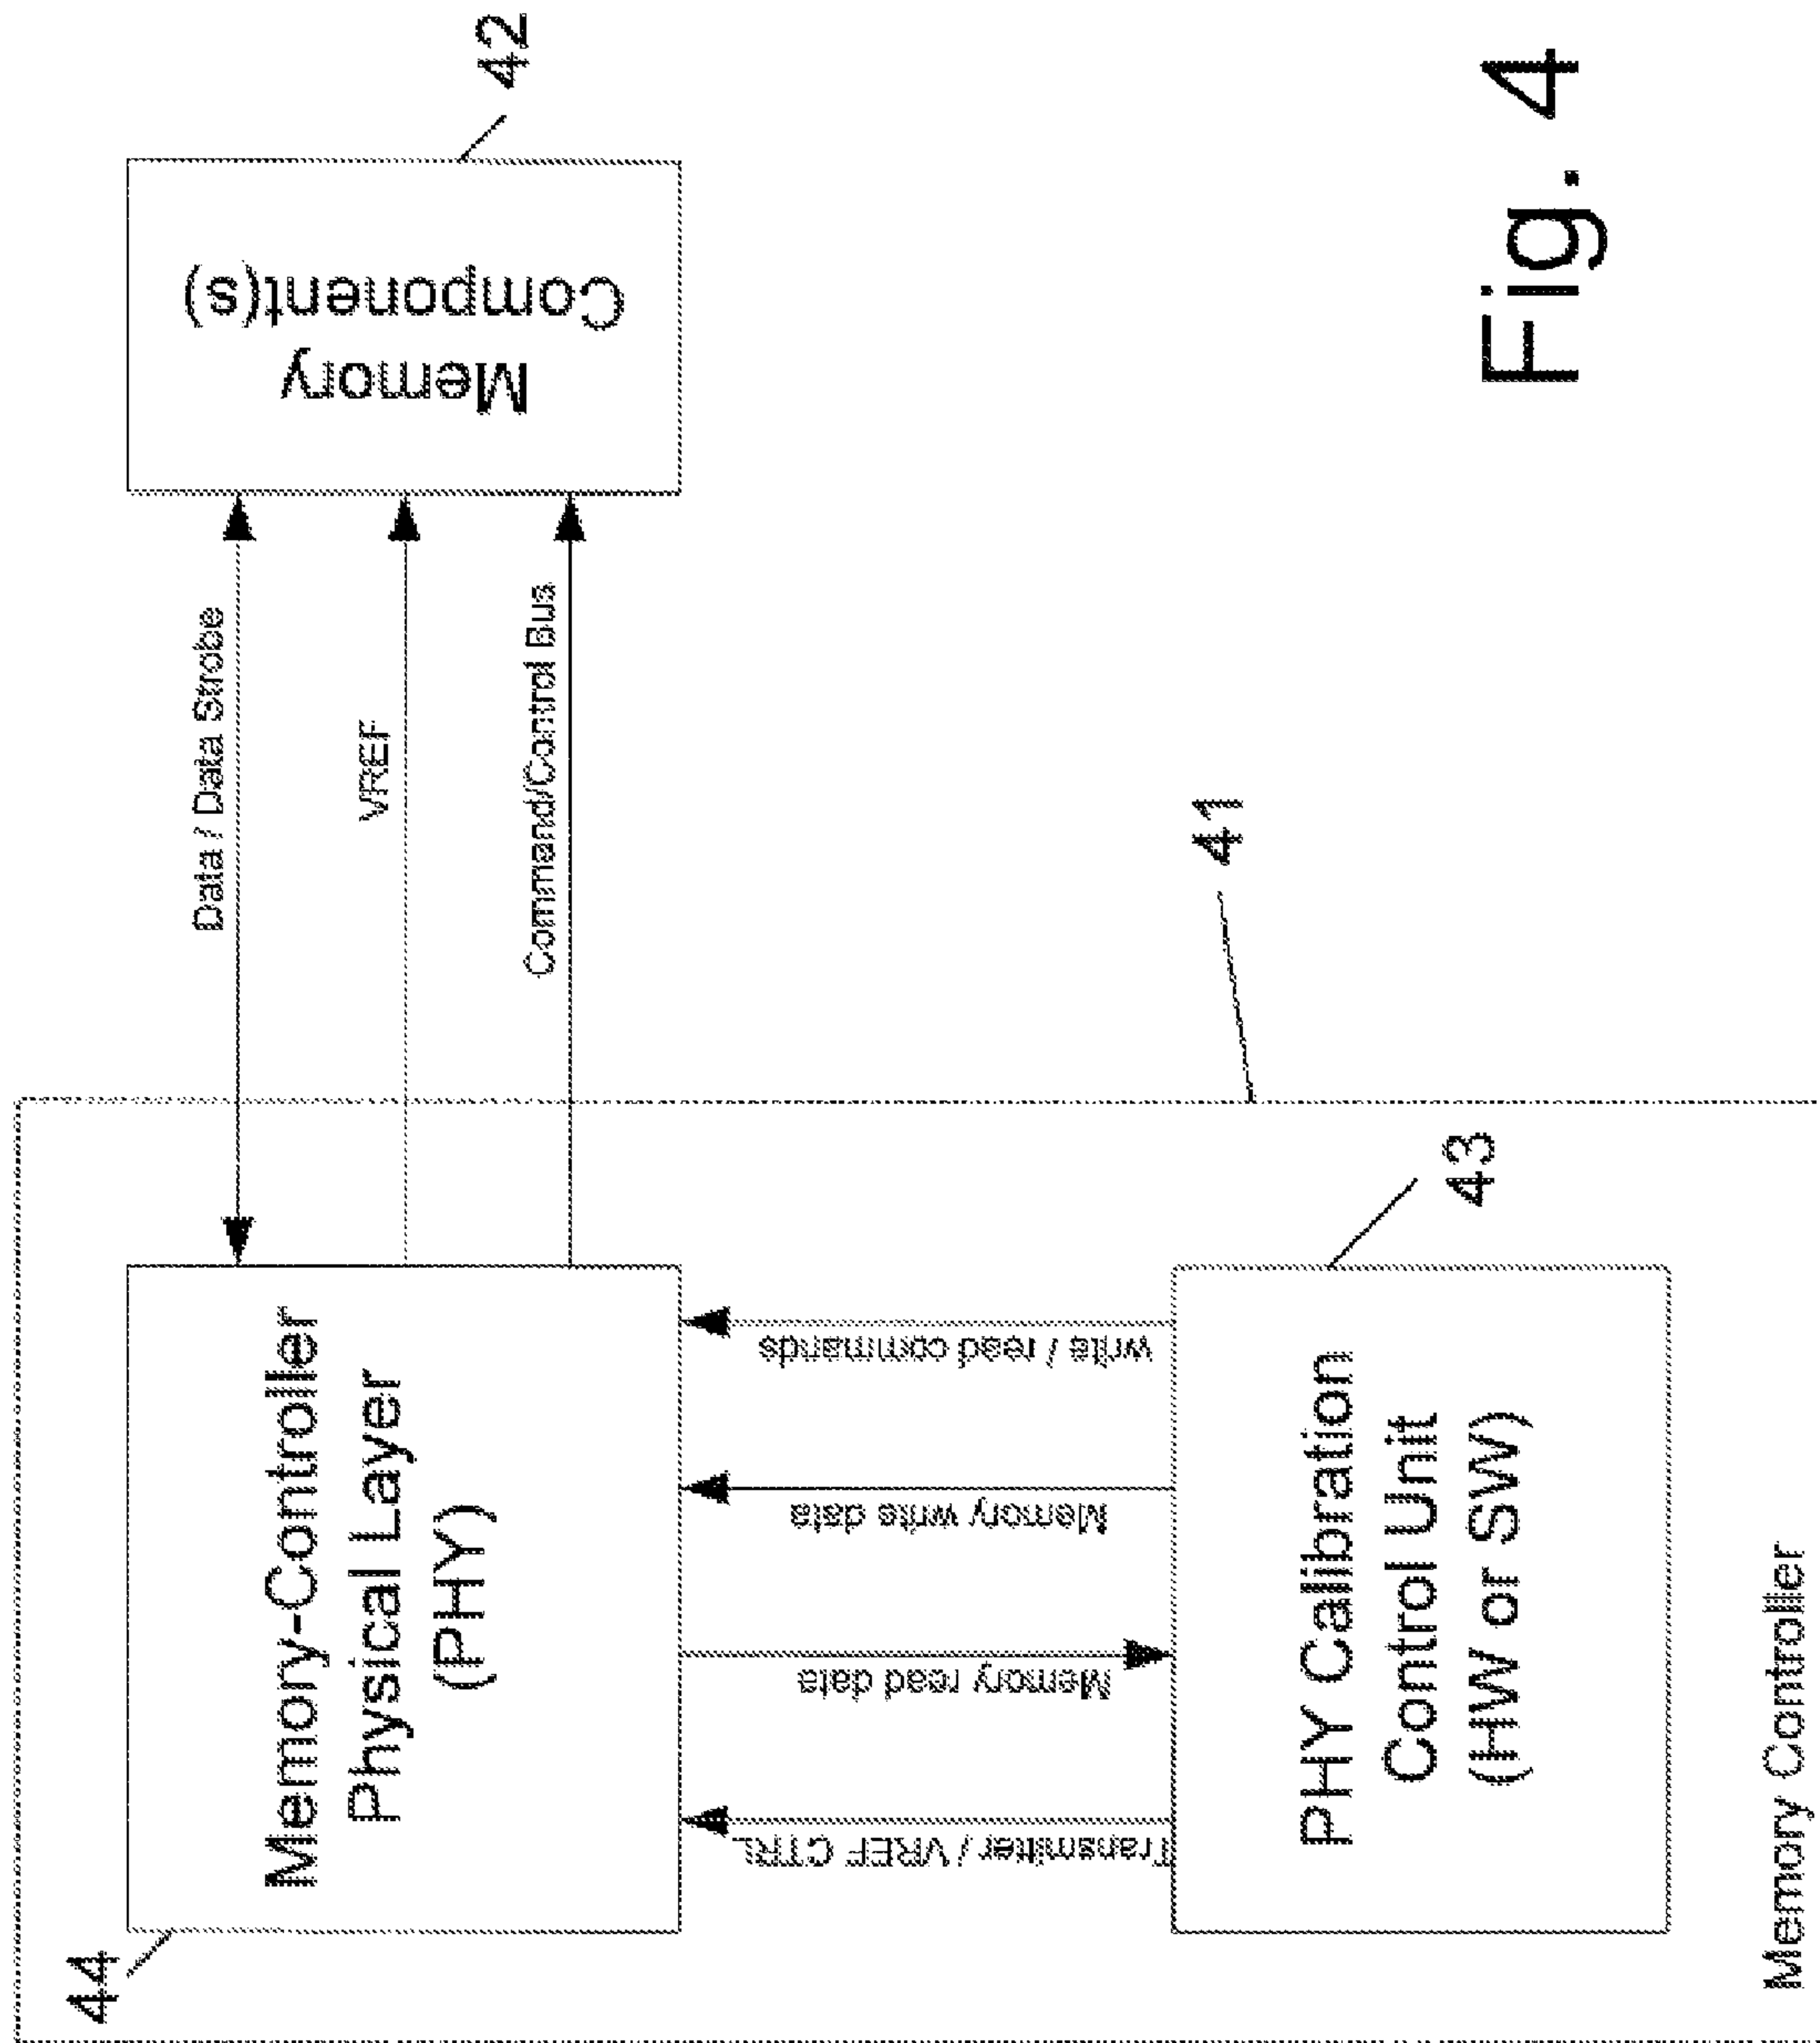 44
Memory-Controller
Physical Layer
(PHY)
Data / Data Strobe
VREF
Command/Control Bus
Memory
Component(s)
42
Transmitter / VREF CTRL
Memory read data
Memory write data
write / read commands
41
PHY Calibration
Control Unit
(HW or SW)
43
Memory Controller
Fig. 4